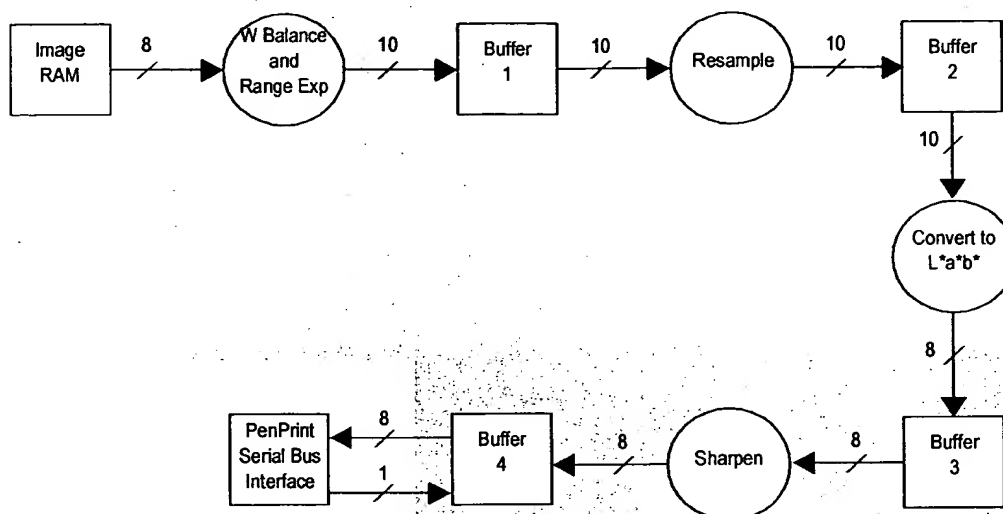 Image
RAM
8
W Balance
and
Range Exp
10
Buffer
1
10
Resample
10
Buffer
2
10
Convert to
L*a*b*
8
Buffer
3
8
Sharpen
8
Buffer
4
8
1
PenPrint
Serial Bus
Interface